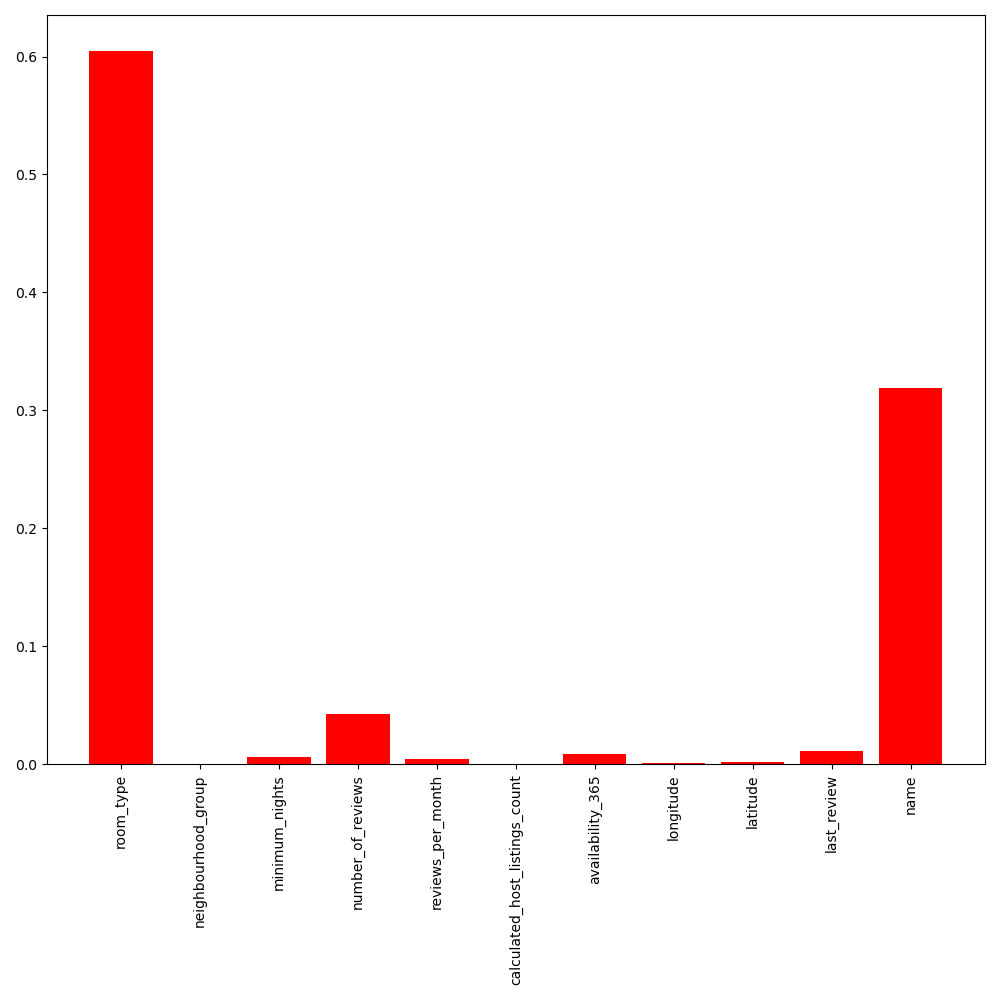 0.6
0.5
0.4
0.3
0.2
0.1
0.0
room_type
neighbourhood_group
minimum_nights
number_of_reviews
reviews_per_month
calculated_host_listings_count
availability_365
longitude
latitude
last_review
name